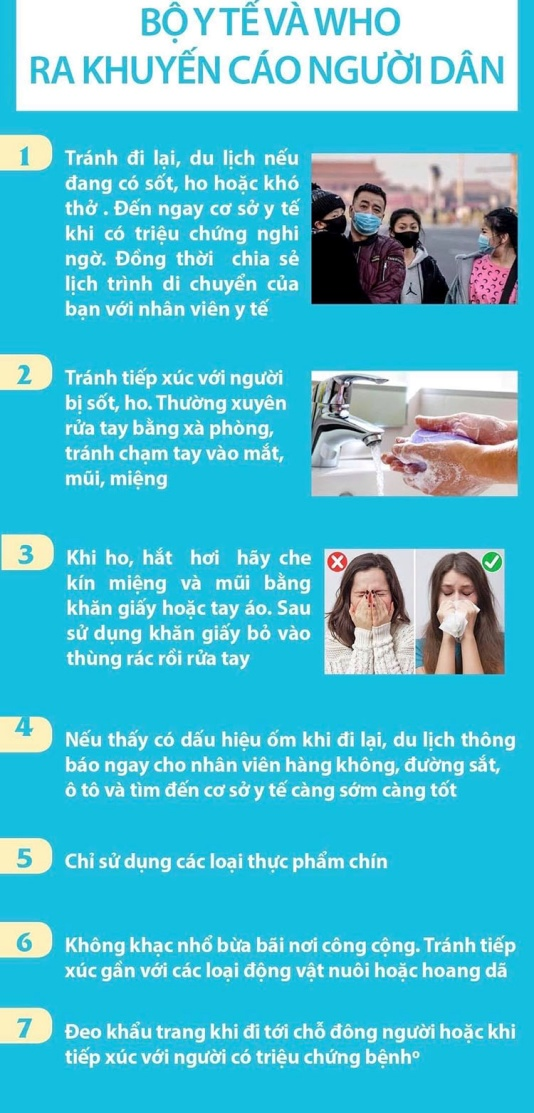 BỘ Y TẾ VÀ WHO
RA KHUYẾN CÁO NGƯỜI DÂN
1
Tránh đi lại, du lịch nếu
đang có sốt, ho hoặc khó
thở . Đến ngay cơ sở y tế
khi có triệu chứng nghi
ngờ. Đồng thời chia sẻ
lịch trình di chuyển của
bạn với nhân viên y tế
2
Tránh tiếp xúc với người
bị sốt, ho. Thường xuyên
rửa tay bằng xà phòng,
tránh chạm tay vào mắt,
mũi, miệng
3
Khi ho, hắt hơi hãy che
kín miệng và mũi bằng
khăn giấy hoặc tay áo. Sau
sử dụng khăn giấy bỏ vào
thùng rác rồi rửa tay
4
Nếu thấy có dấu hiệu ốm khi đi lại, du lịch thông
báo ngay cho nhân viên hàng không, đường sắt,
ô tô và tìm đến cơ sở y tế càng sớm càng tốt
5
Chỉ sử dụng các loại thực phẩm chín
6
Không khạc nhổ bừa bãi nơi công cộng. Tránh tiếp
xúc gần với các loại động vật nuôi hoặc hoang dã
7
Đeo khẩu trang khi đi tới chỗ đông người hoặc khi
tiếp xúc với người có triệu chứng bệnhº